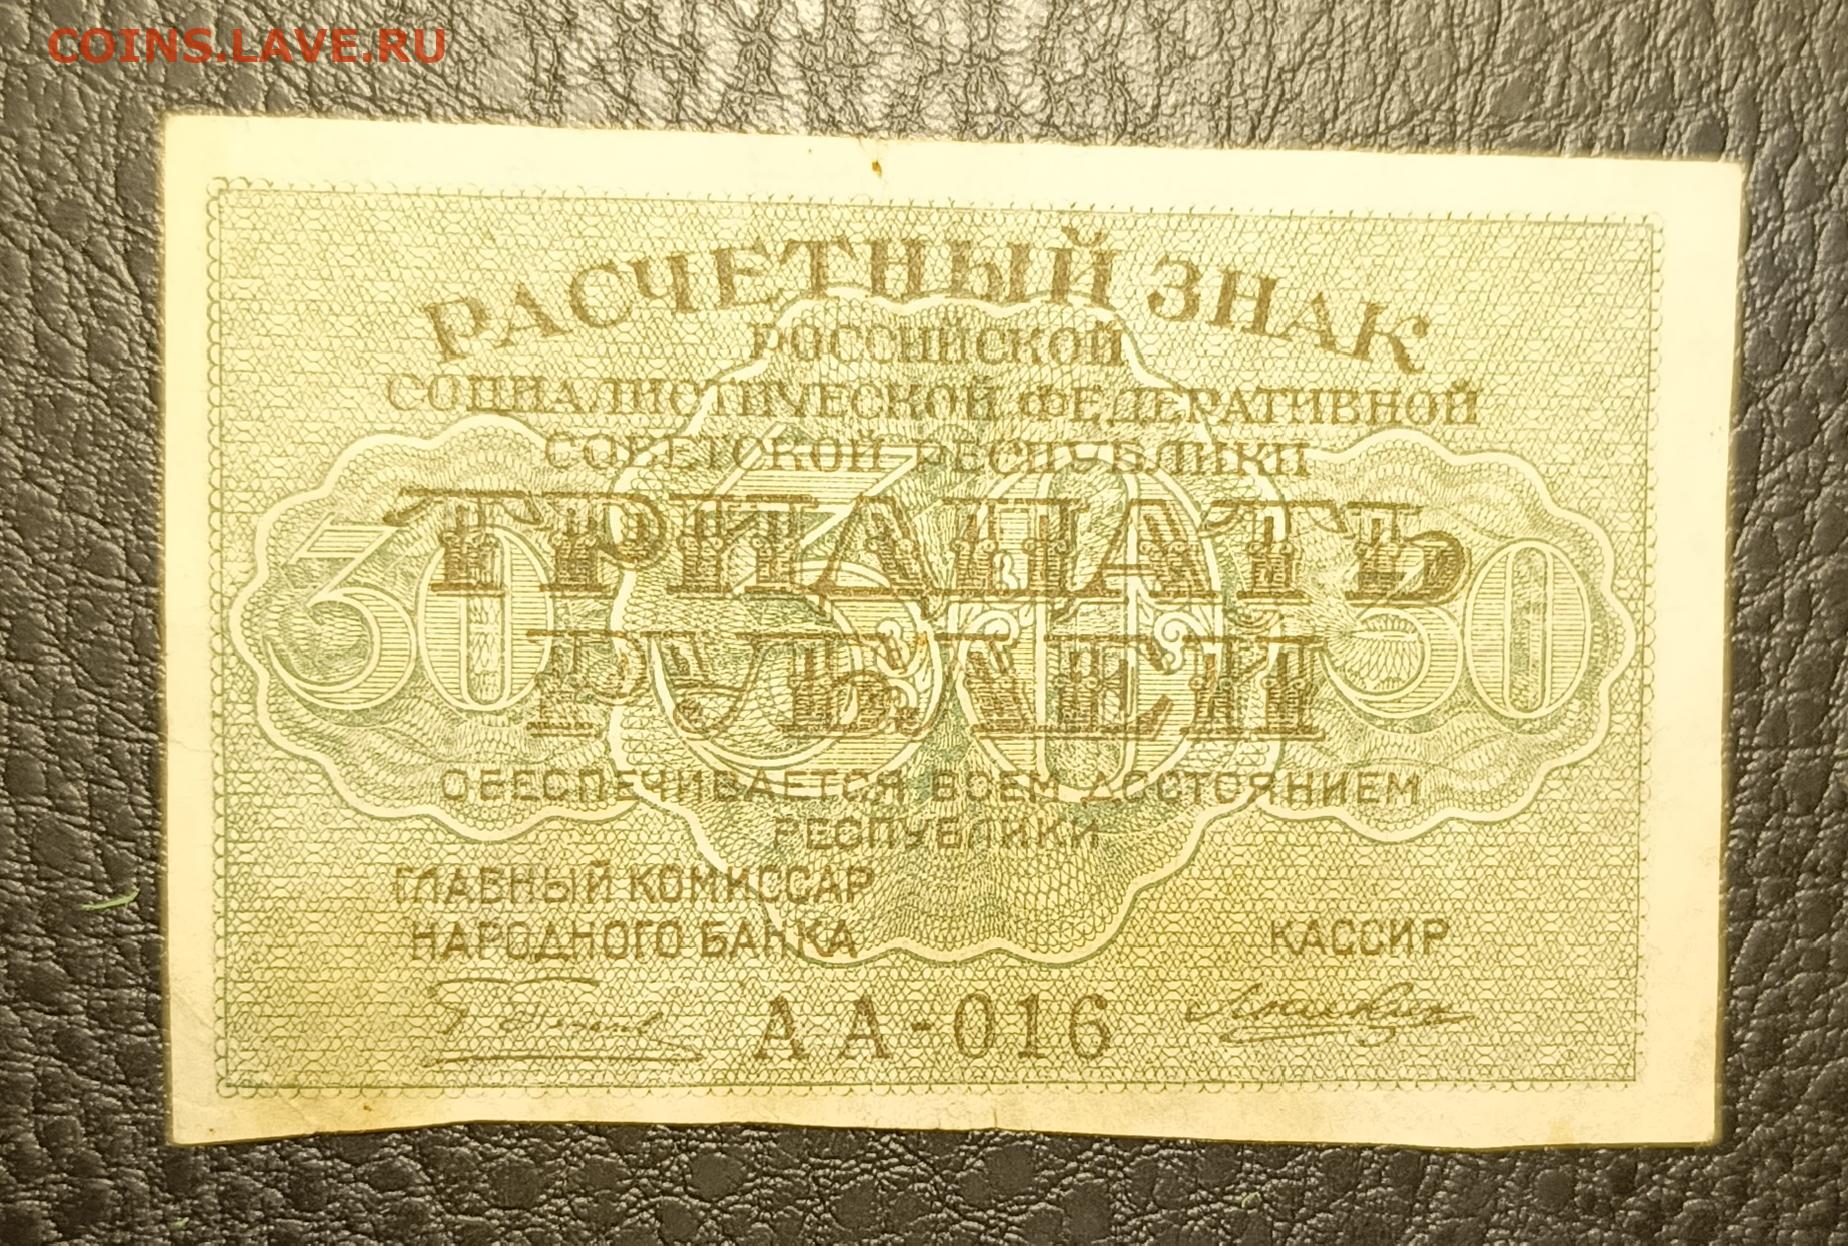 COINS.LAVE.RU
РАСЧЕТНЫЙ ЗНАК
РОССИЙСКОЙ
СОЦИАЛИСТИЧЕСКОЙ ФЕДЕРАТИВНОЙ
СОВЕТСКОЙ РЕСПУБЛИКИ
30 30 30
ТРИДЦАТЬ
РУБЛЕЙ
ОБЕСПЕЧИВАЕТСЯ ВСЕМ ДОСТОЯНИЕМ
РЕСПУБЛИКИ
ГЛАВНЫЙ КОМИССАР
НАРОДНОГО БАНКА
КАССИР
АА-016